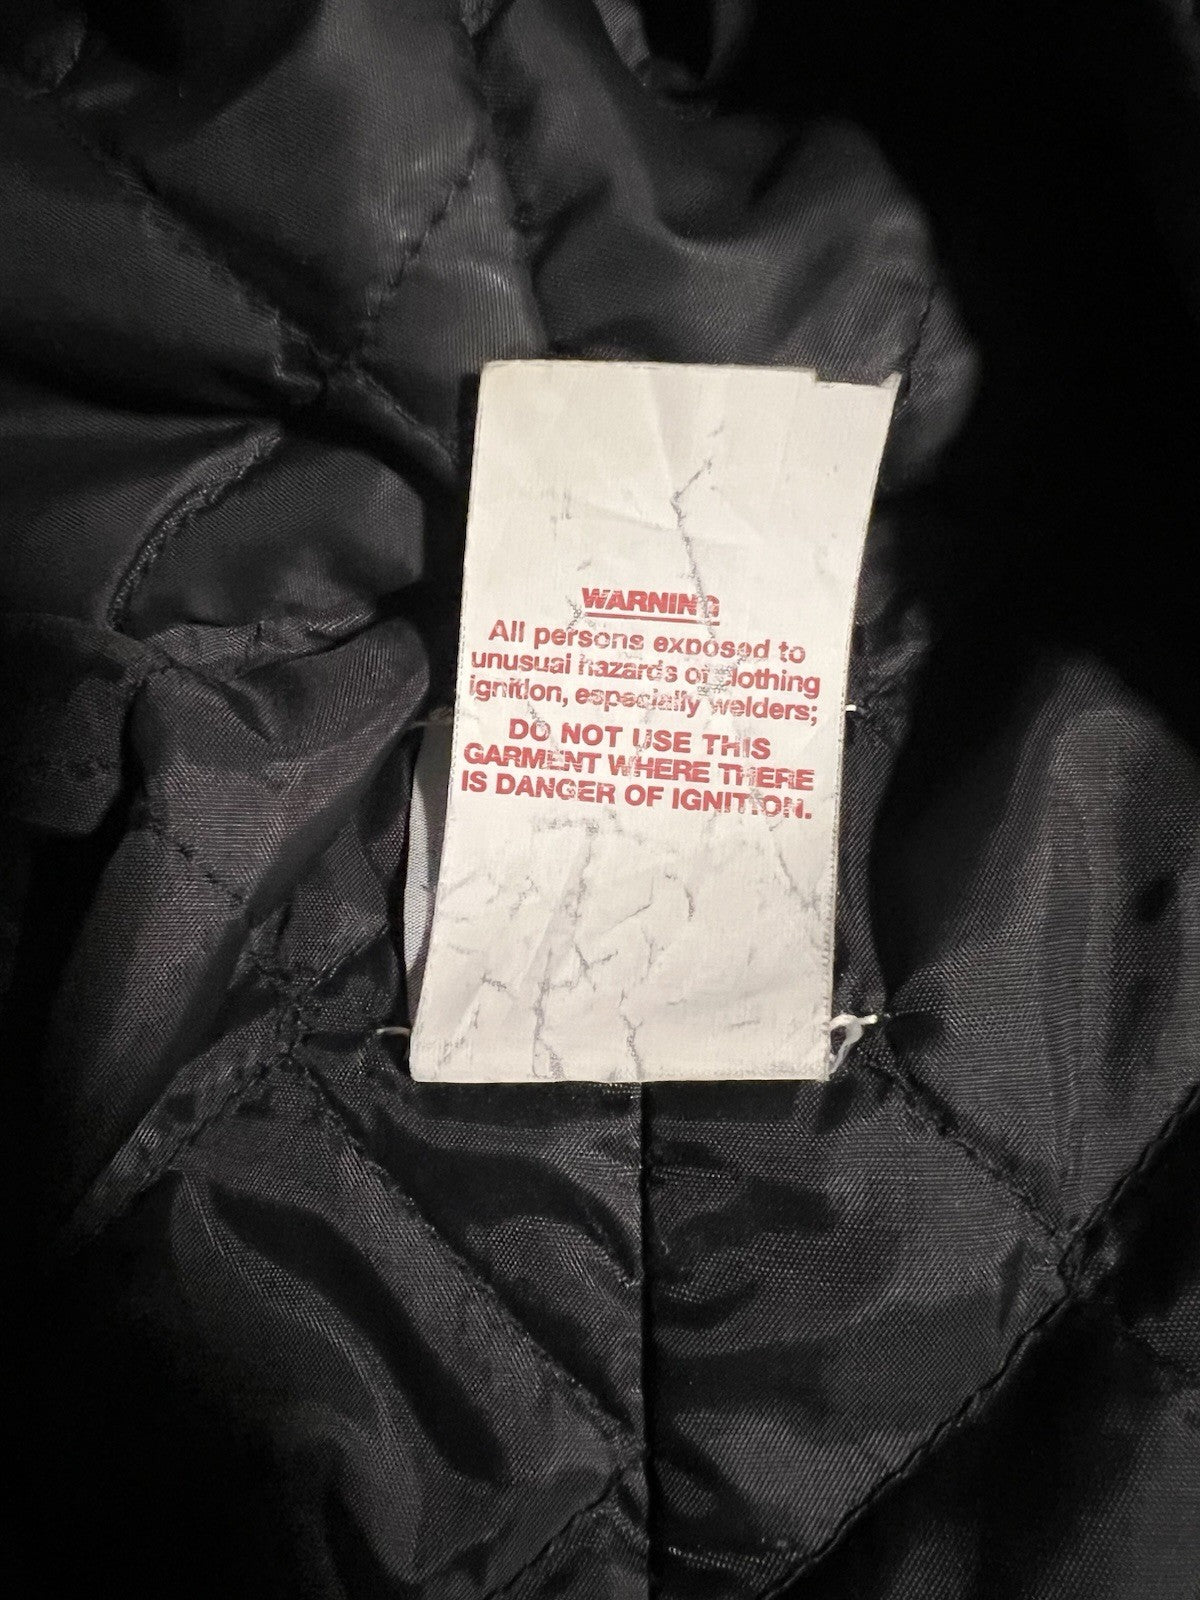 WARNING
All persons exposed to
unusual hazards of clothing
ignition, especially welders;
DO NOT USE THIS
GARMENT WHERE THERE
IS DANGER OF IGNITION.